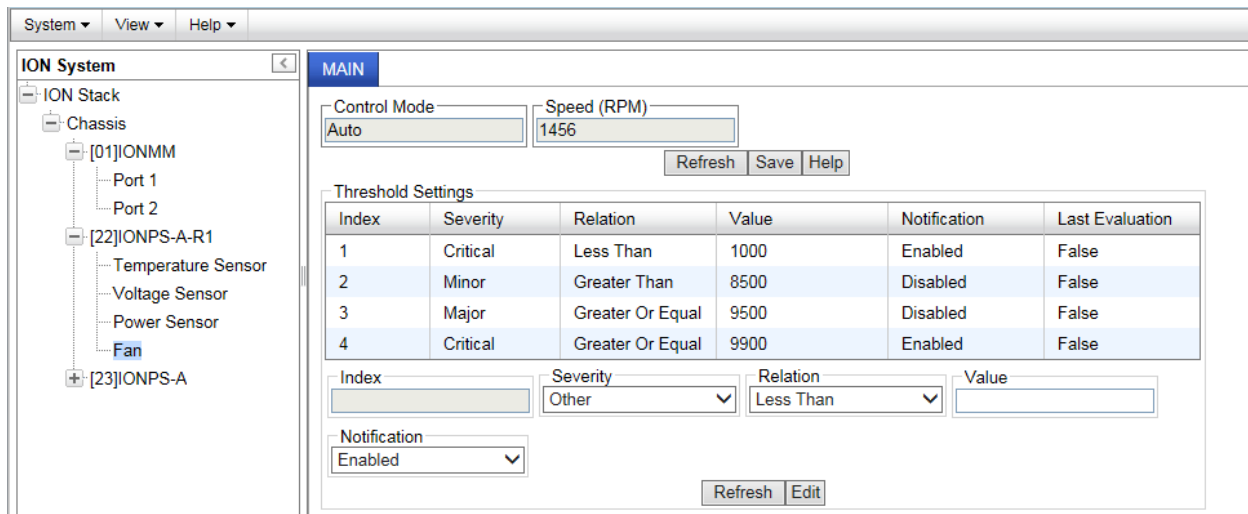 System View Help
ION System
ION Stack
Chassis
[01]IONMM
Port 1
Port 2
[22]IONPS-A-R1
Temperature Sensor
Voltage Sensor
Power Sensor
Fan
[23]IONPS-A
MAIN
Control Mode Speed (RPM)
Auto 1456
Refresh Save Help
Threshold Settings
Index Severity Relation Value Notification Last Evaluation
1 Critical Less Than 1000 Enabled False
2 Minor Greater Than 8500 Disabled False
3 Major Greater Or Equal 9500 Disabled False
4 Critical Greater Or Equal 9900 Enabled False
Index Severity Relation Value
Other Less Than
Notification
Enabled
Refresh Edit